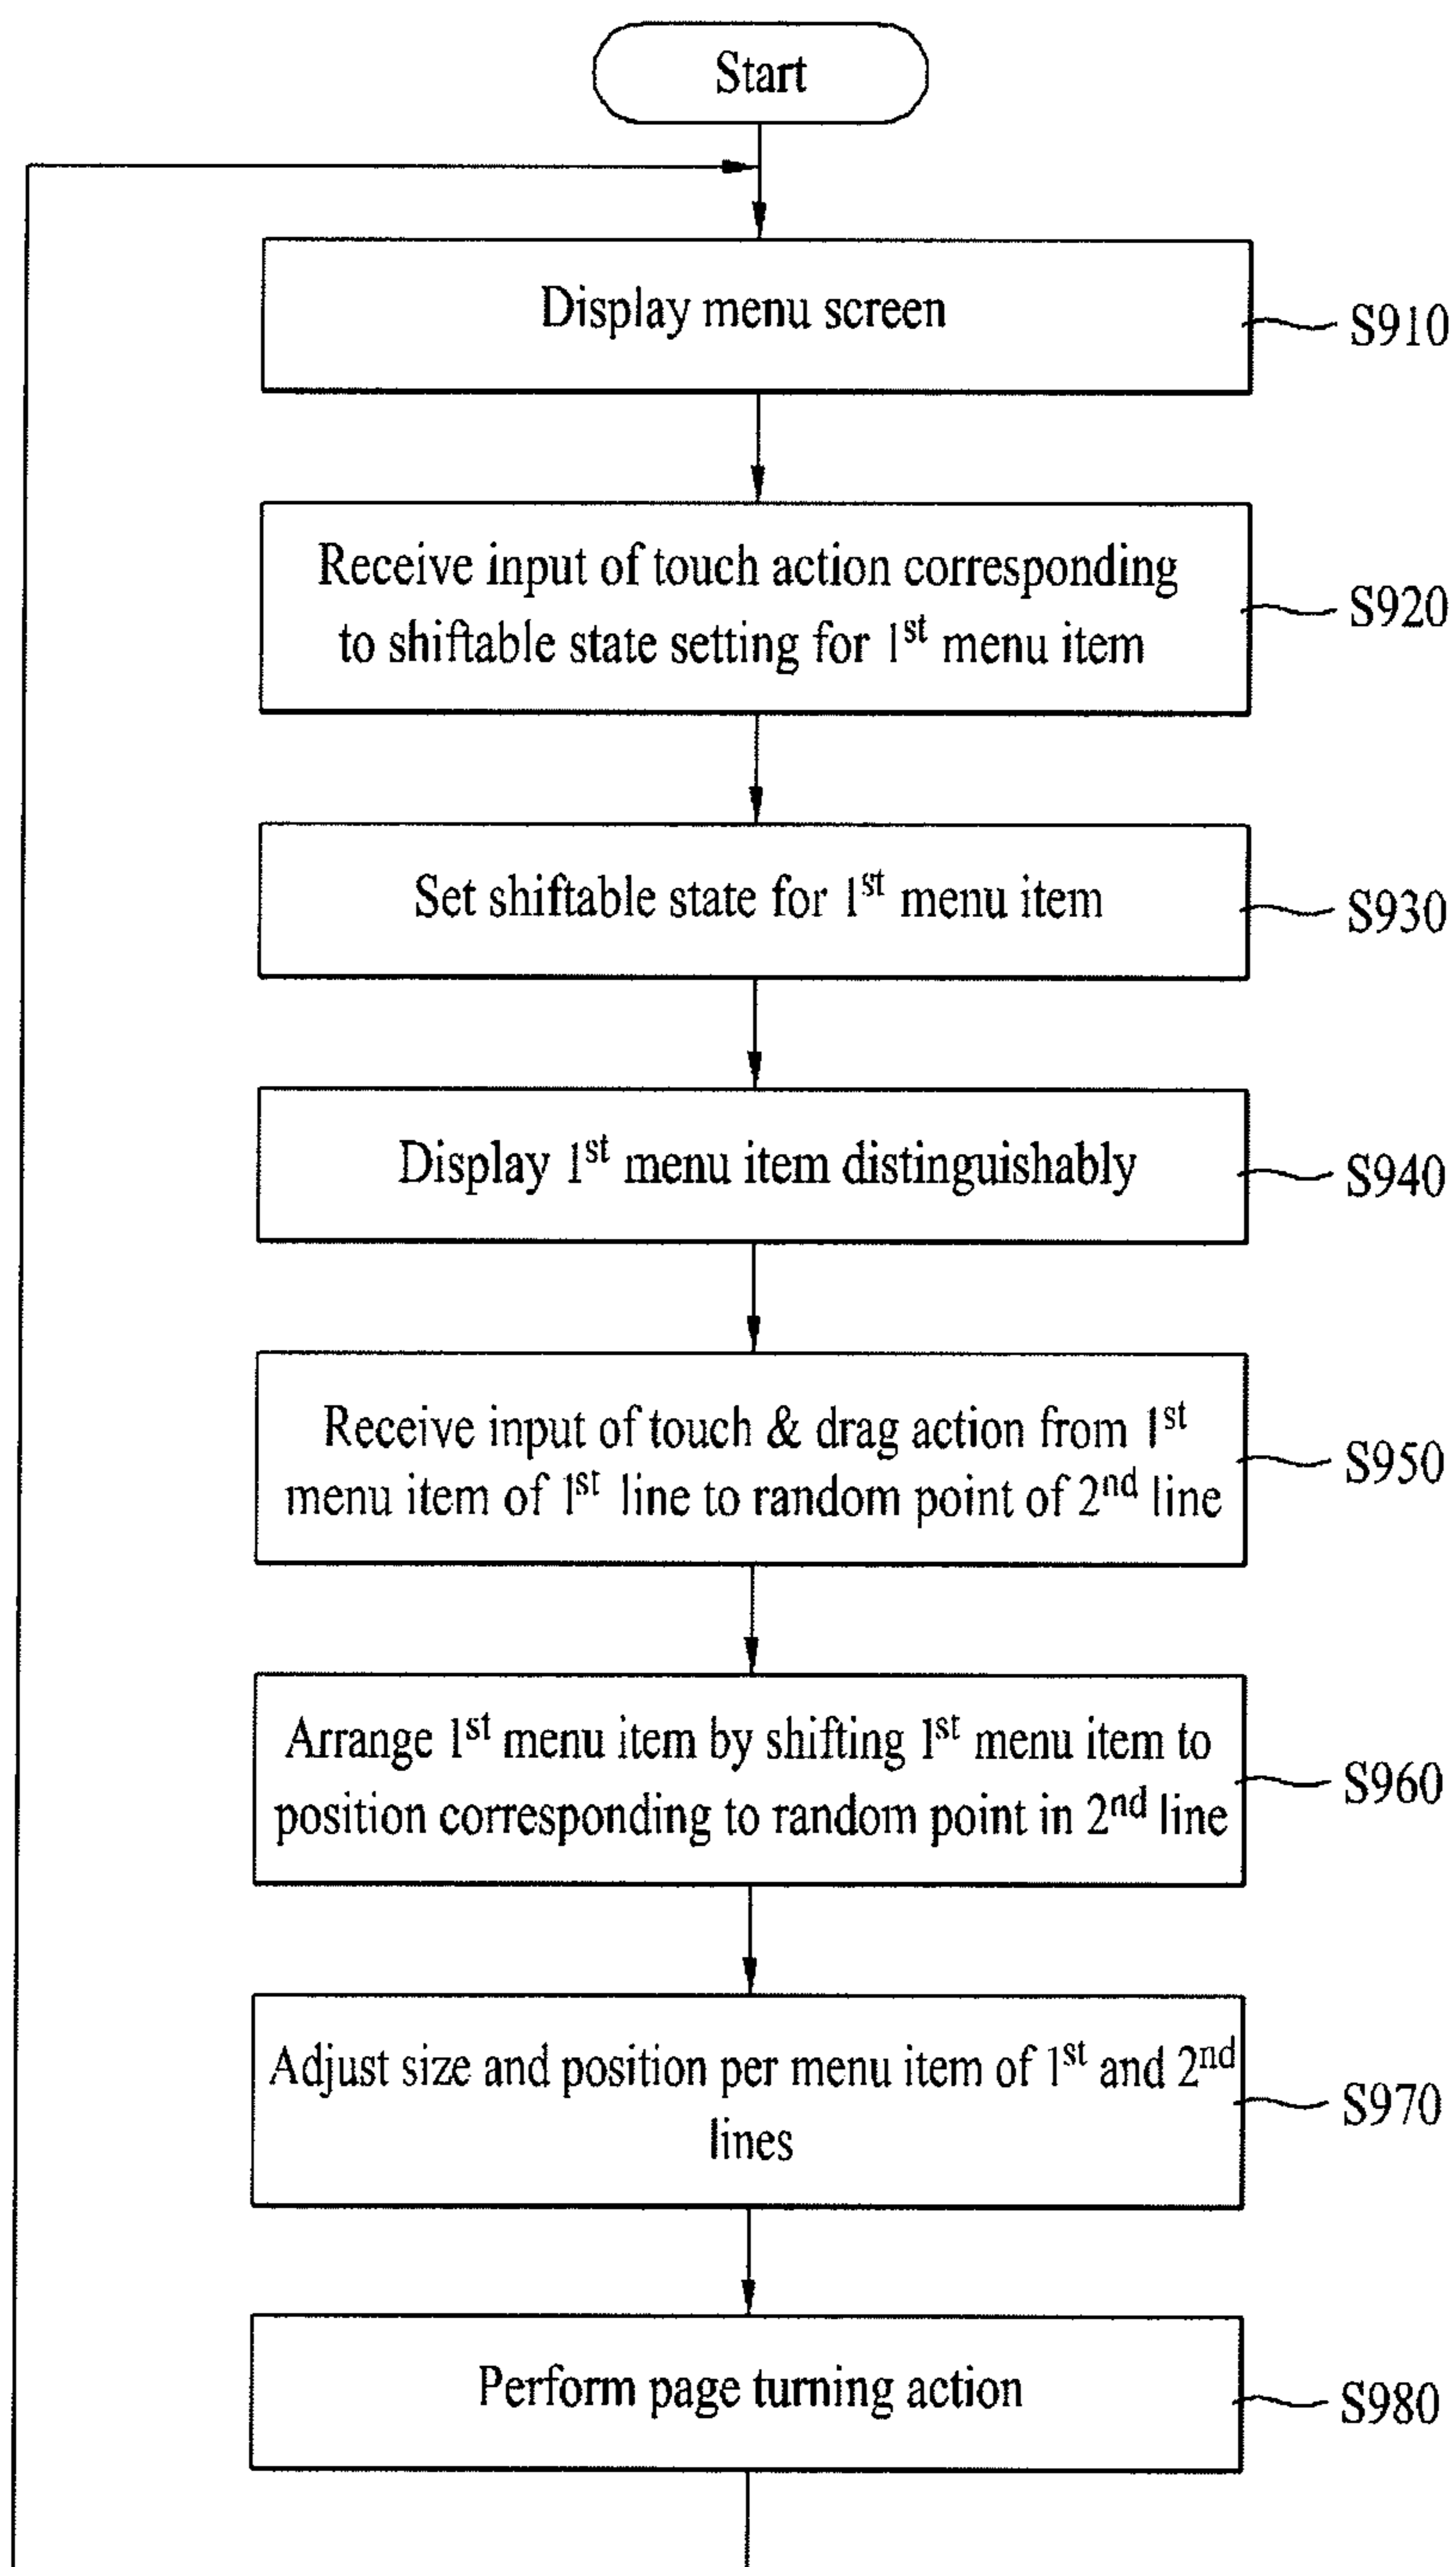 Start
Display menu screen
S910
Receive input of touch action corresponding
to shiftable state setting for 1st menu item
S920
Set shiftable state for 1st menu item
S930
Display 1st menu item distinguishably
S940
Receive input of touch & drag action from 1st
menu item of 1st line to random point of 2nd line
S950
Arrange 1st menu item by shifting 1st menu item to
position corresponding to random point in 2nd line
S960
Adjust size and position per menu item of 1st and 2nd
lines
S970
Perform page turning action
S980